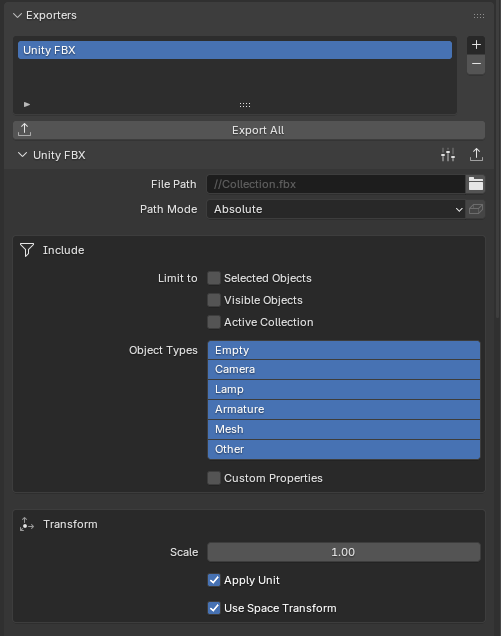 Exporters
Unity FBX
Export All
Unity FBX
File Path //Collection.fbx
Path Mode Absolute
Include
Limit to Selected Objects
Visible Objects
Active Collection
Object Types Empty
Camera
Lamp
Armature
Mesh
Other
Custom Properties
Transform
Scale 1.00
Apply Unit
Use Space Transform